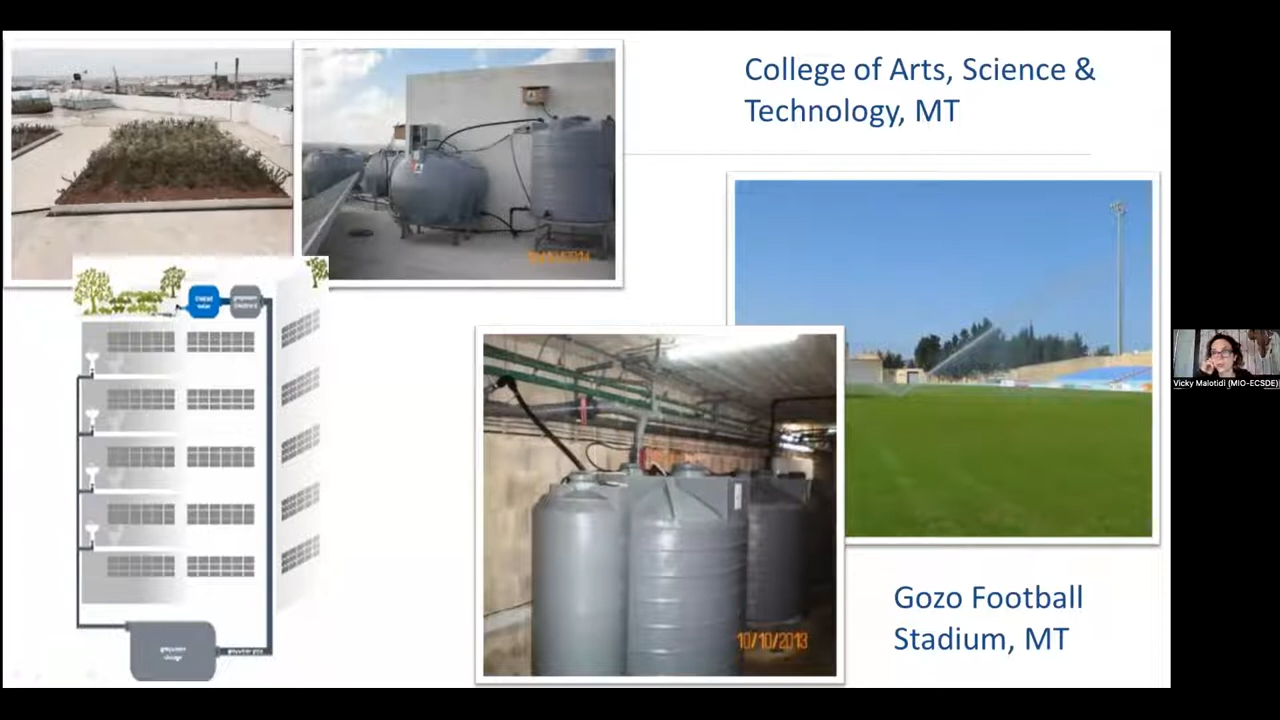 College of Arts, Science &
Technology, MT
10/10/2013
Gozo Football
Stadium, MT
Vicky Malotidi (MIO-ECSDE)